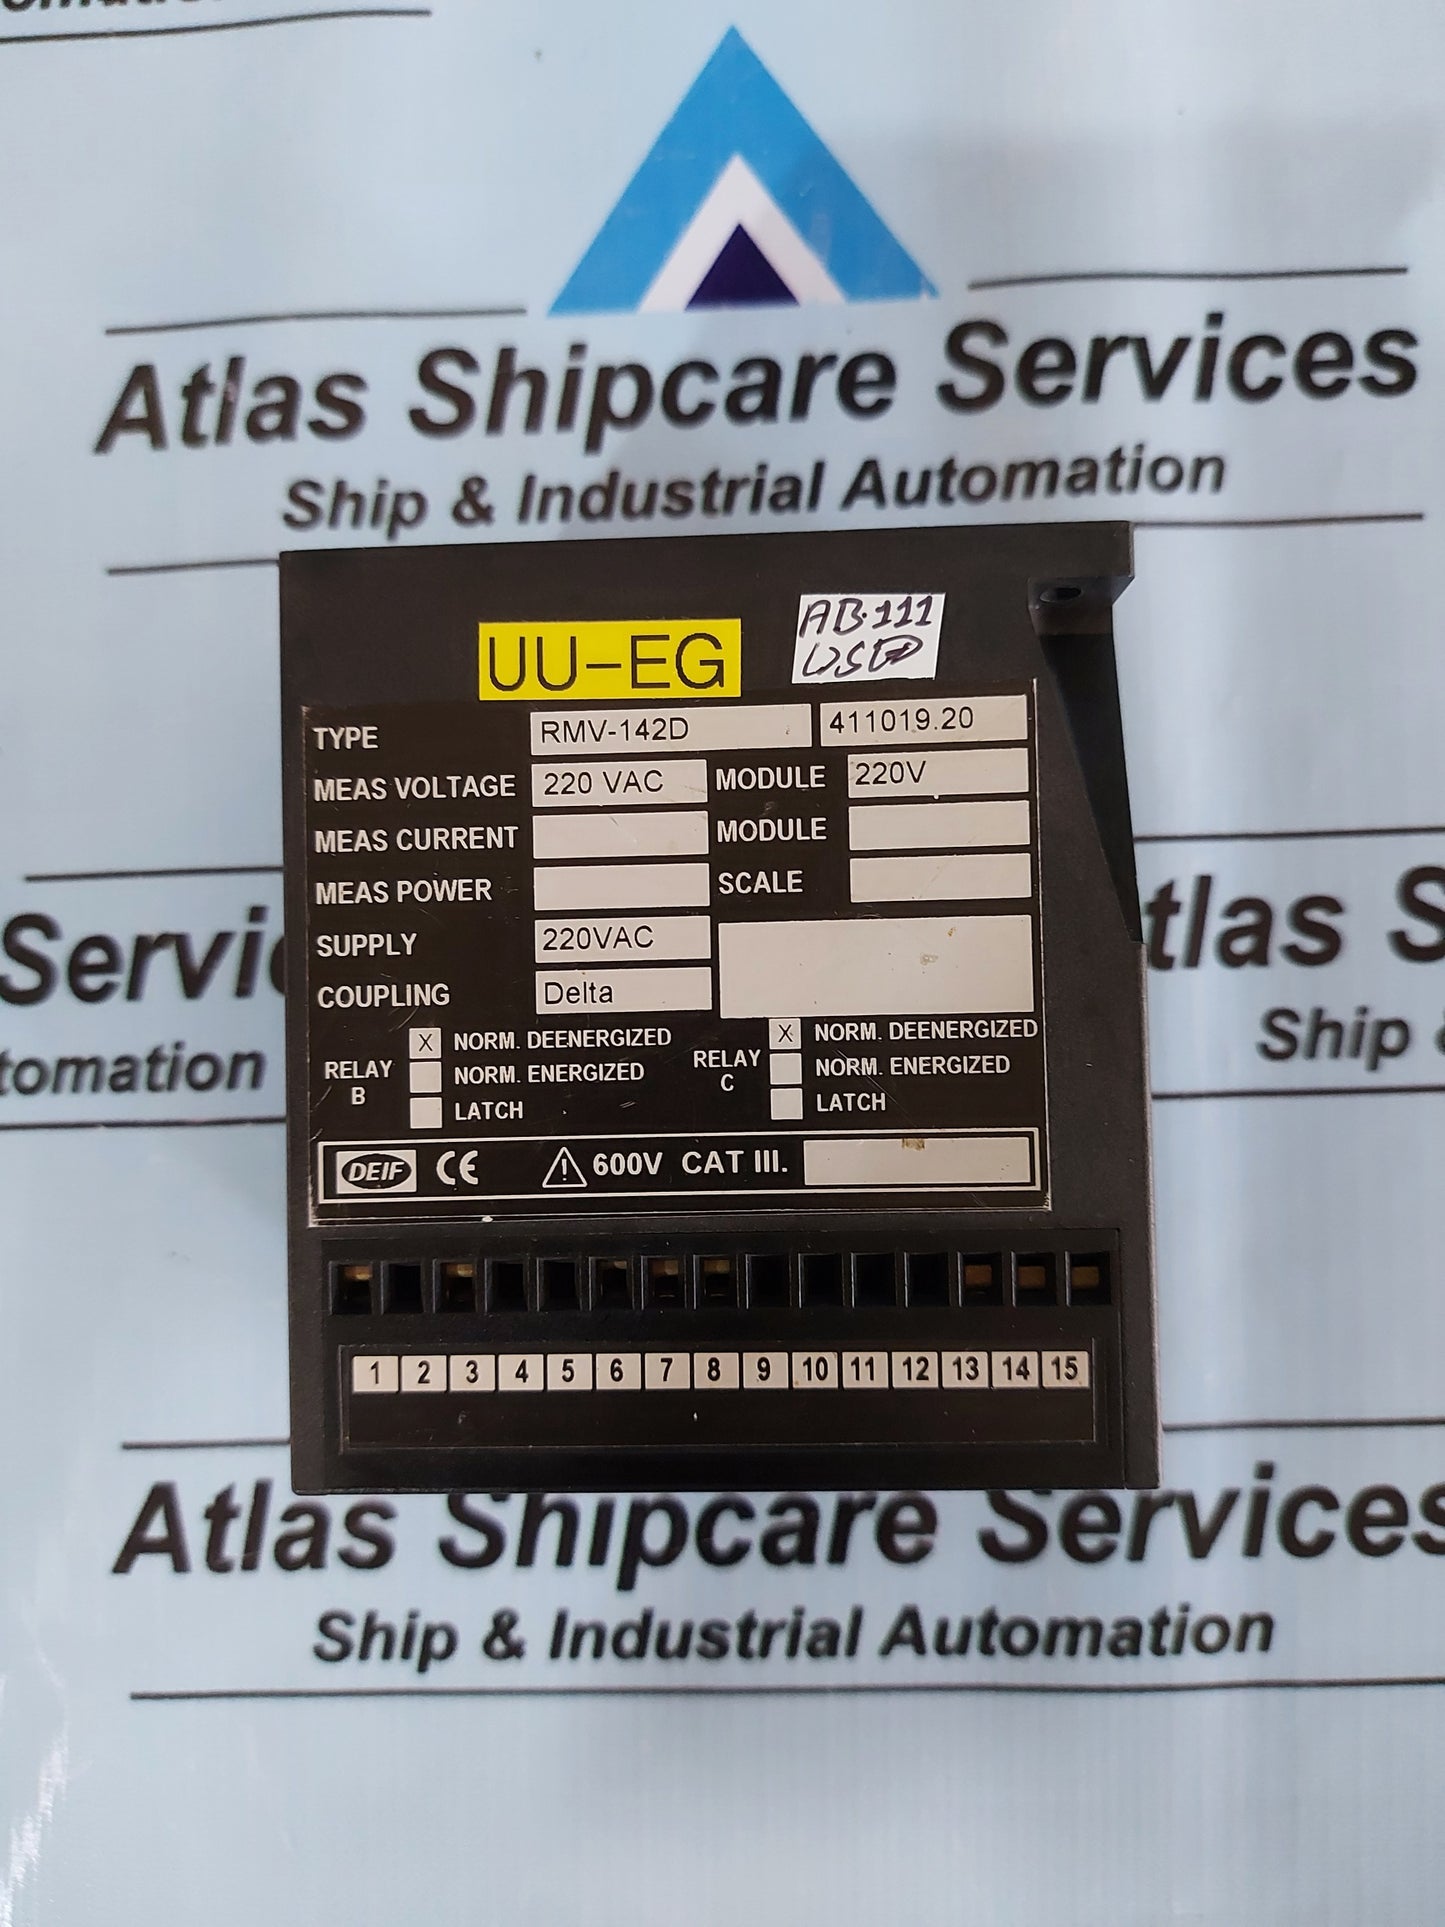 Atlas Shipcare Services
Ship & Industrial Automation
UU-EG
AB.111
USED
TYPE RMV-142D 411019.20
MEAS VOLTAGE 220 VAC MODULE 220V
MEAS CURRENT MODULE
MEAS POWER SCALE
SUPPLY 220VAC
COUPLING Delta
RELAY B X NORM. DEENERGIZED
NORM. ENERGIZED
LATCH
RELAY C X NORM. DEENERGIZED
NORM. ENERGIZED
LATCH
DEIF CE 600V CAT III.
1 2 3 4 5 6 7 8 9 10 11 12 13 14 15
Servi
tlas S
Ship
tomation
Atlas Shipcare Services
Ship & Industrial Automation